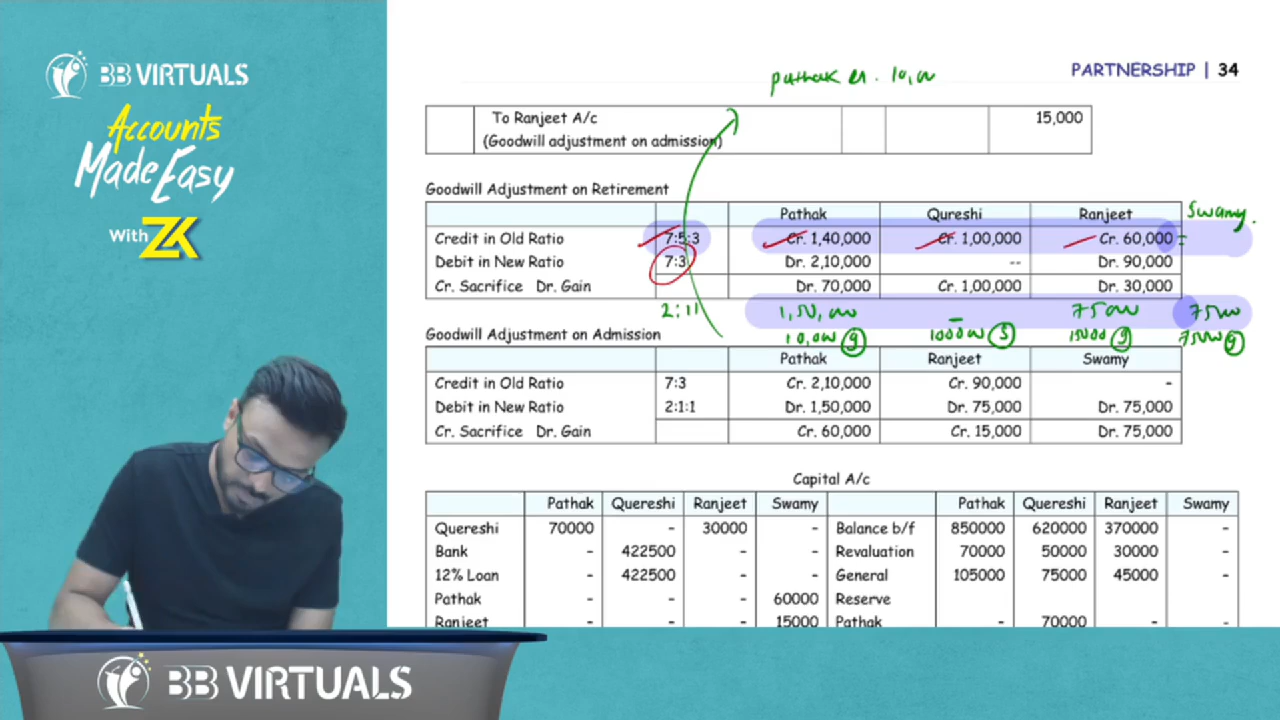 BB VIRTUALS
Accounts
Made Easy
With ZK
PARTNERSHIP | 34
pathak
To Ranjeet A/c 15,000
(Goodwill adjustment on admission)
Goodwill Adjustment on Retirement
Pathak Qureshi Ranjeet Swamy.
Credit in Old Ratio 7:5:3 Cr. 1,40,000 Cr. 1,00,000 Cr. 60,000
Debit in New Ratio 7:3 Dr. 2,10,000 -- Dr. 90,000
Cr. Sacrifice Dr. Gain Dr. 70,000 Cr. 1,00,000 Dr. 30,000
2:1:1
Goodwill Adjustment on Admission
Pathak Ranjeet Swamy
Credit in Old Ratio 7:3 Cr. 2,10,000 Cr. 90,000 -
Debit in New Ratio 2:1:1 Dr. 1,50,000 Dr. 75,000 Dr. 75,000
Cr. Sacrifice Dr. Gain Cr. 60,000 Cr. 15,000 Dr. 75,000
Capital A/c
Pathak Quereshi Ranjeet Swamy Pathak Quereshi Ranjeet Swamy
Quereshi 70000 - 30000 - Balance b/f 850000 620000 370000 -
Bank - 422500 - - Revaluation 70000 50000 30000 -
12% Loan - 422500 - - General 105000 75000 45000 -
Pathak - - - 60000 Reserve
Ranjeet - - - 15000 Pathak - 70000 - -
BB VIRTUALS